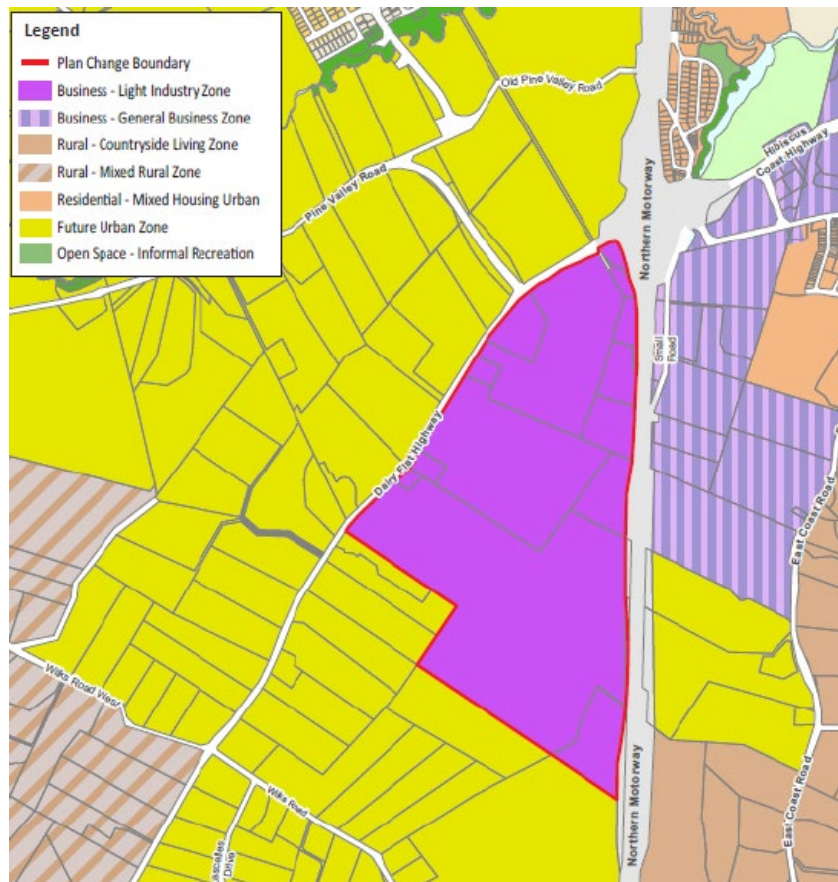 Legend
Plan Change Boundary
Business - Light Industry Zone
Business - General Business Zone
Rural - Countryside Living Zone
Rural - Mixed Rural Zone
Residential - Mixed Housing Urban
Future Urban Zone
Open Space - Informal Recreation
Old Pine Valley Road
Pine Valley Road
Hibiscus
Coast Highway
Northern Motorway
Small
Road
Dairy Flat Highway
East Coast Road
Wilks Road West
Wilks Road
Drive
Northern Motorway
East Coast Road